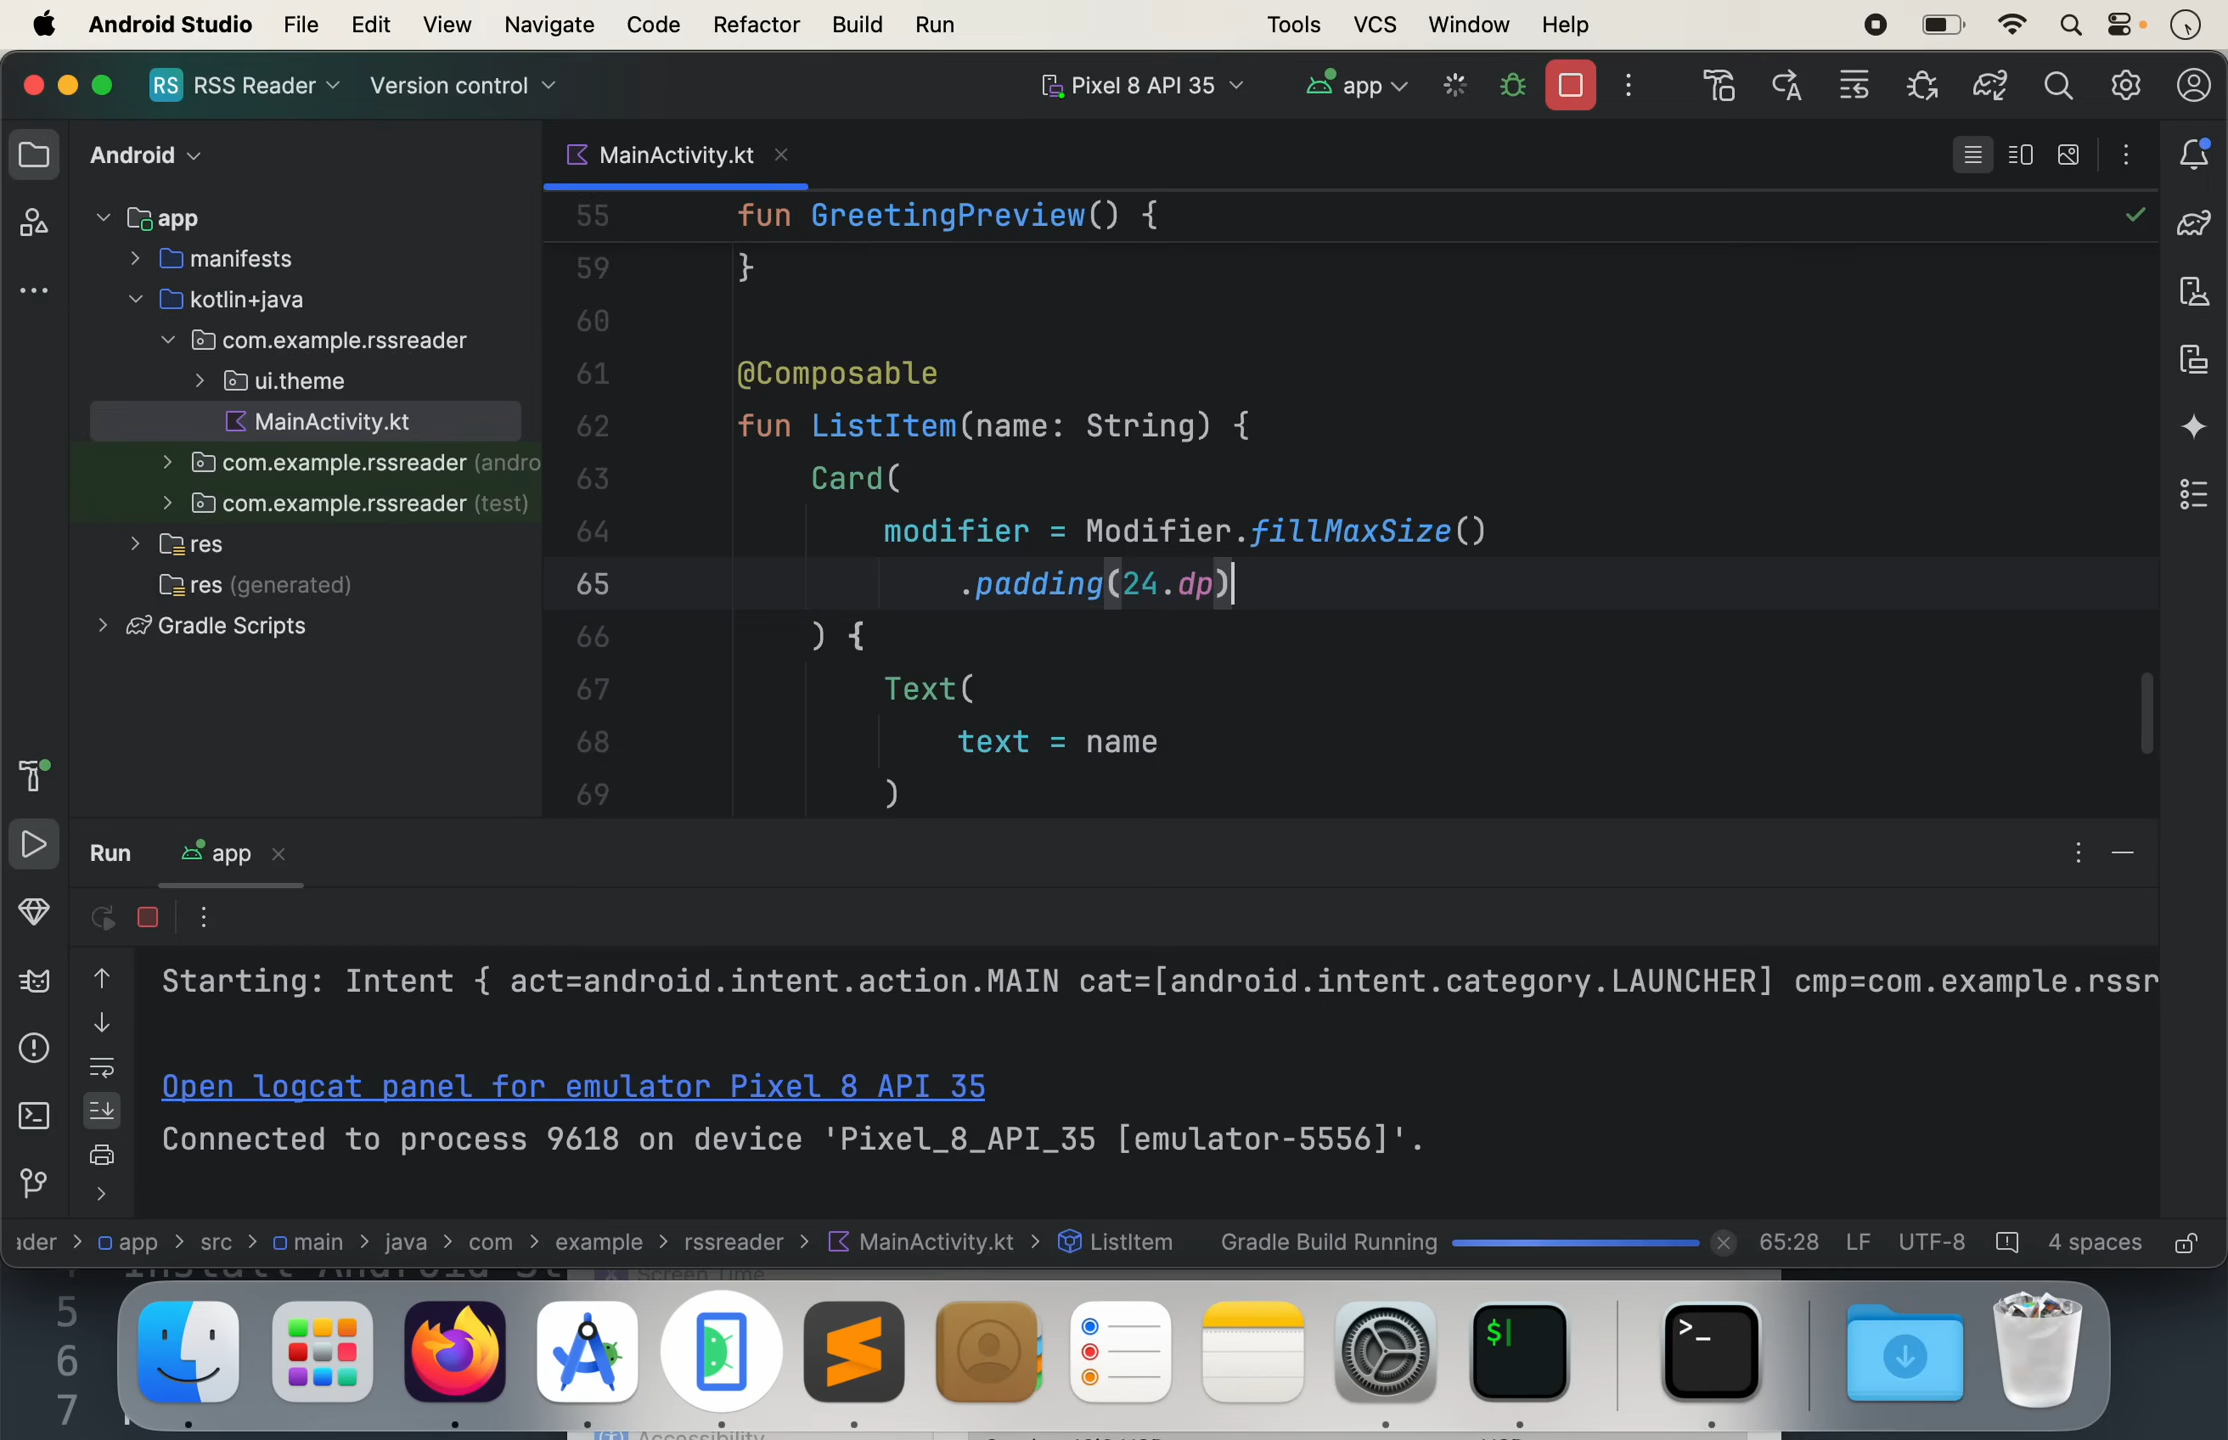 Android Studio File Edit View Navigate Code Refactor Build Run Tools VCS Window Help
RS RSS Reader Version control Pixel 8 API 35 app
Android
MainActivity.kt
app
manifests
kotlin+java
com.example.rssreader
ui.theme
MainActivity.kt
com.example.rssreader (andro
com.example.rssreader (test)
res
res (generated)
Gradle Scripts
55 fun GreetingPreview() {
59 }
60
61 @Composable
62 fun ListItem(name: String) {
63 Card(
64 modifier = Modifier.fillMaxSize()
65 .padding(24.dp)
66 ) {
67 Text(
68 text = name
69 )
Run app
Starting: Intent { act=android.intent.action.MAIN cat=[android.intent.category.LAUNCHER] cmp=com.example.rssr
Open logcat panel for emulator Pixel 8 API 35
Connected to process 9618 on device 'Pixel_8_API_35 [emulator-5556]'.
ader > app > src > main > java > com > example > rssreader > MainActivity.kt > ListItem Gradle Build Running 65:28 LF UTF-8 4 spaces
Screen Time
5
6
7
$
>_
Accessibility